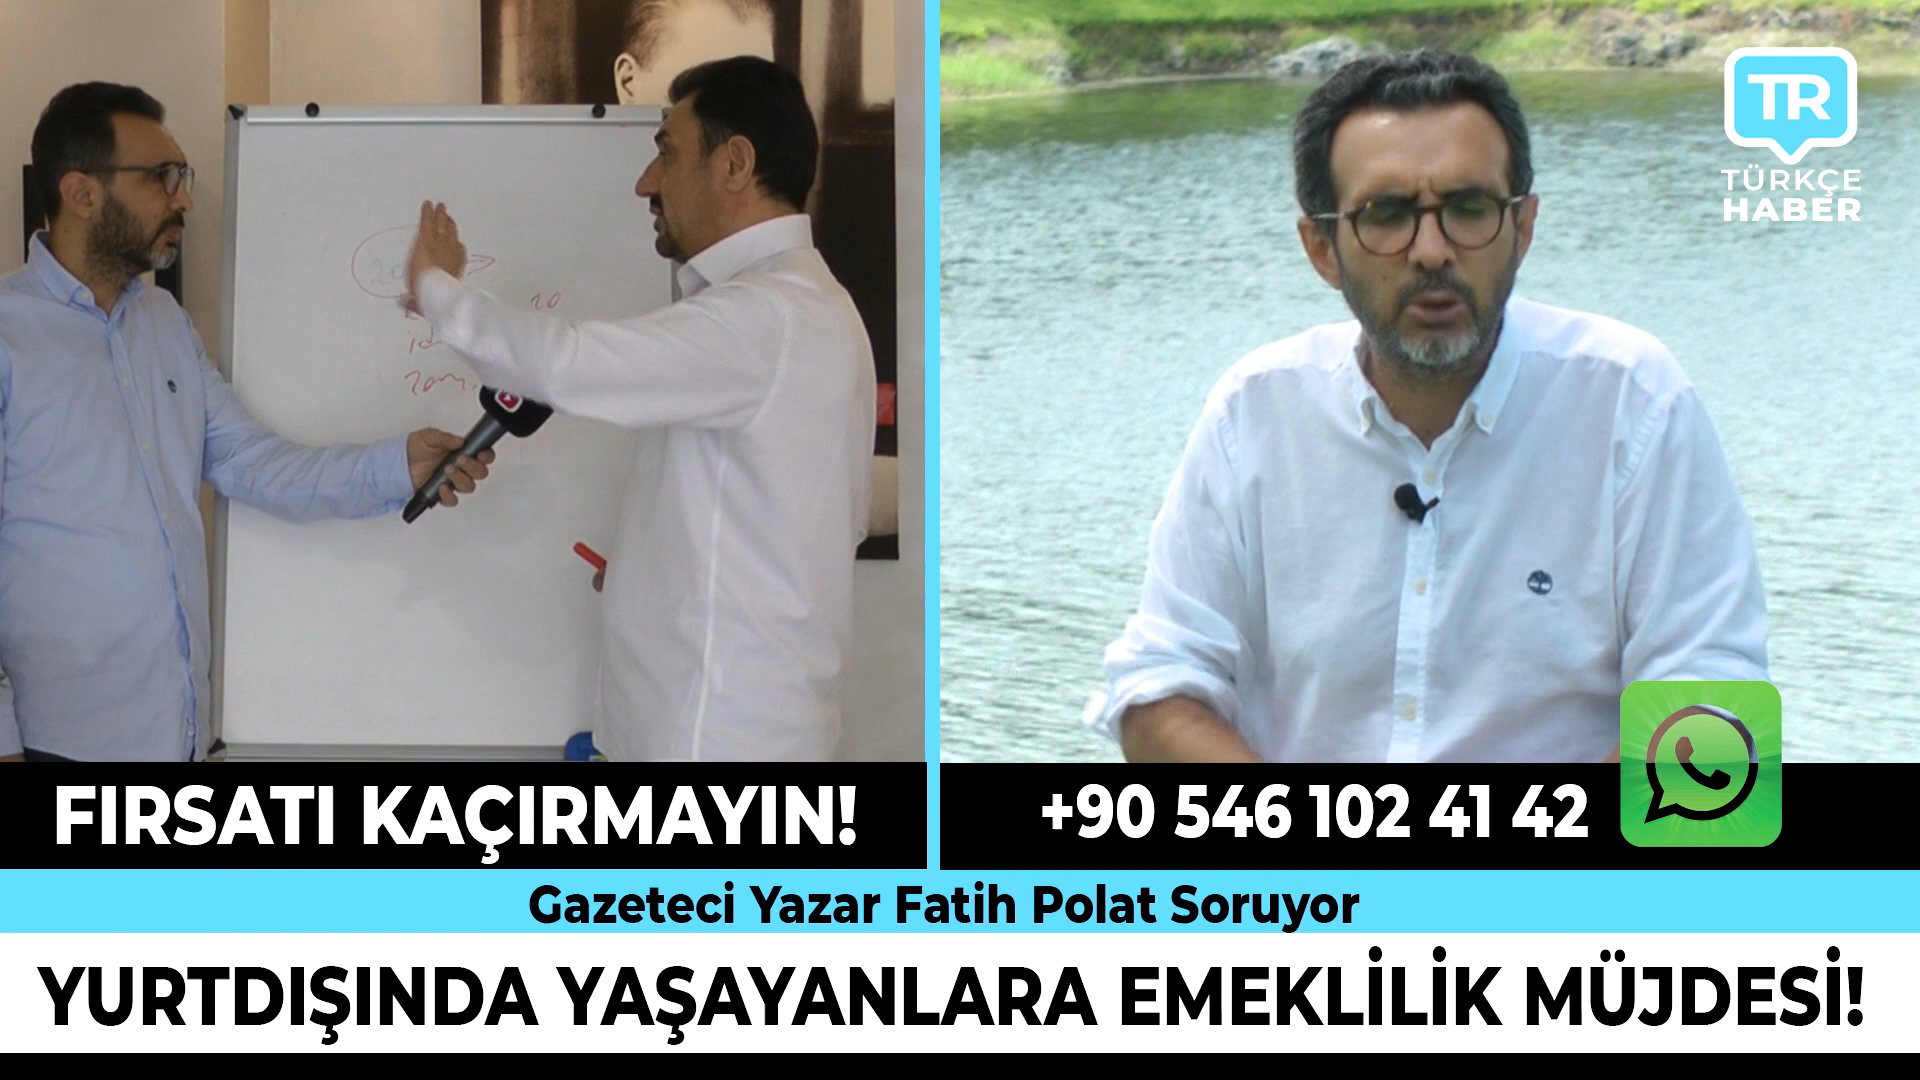 TR
TÜRKÇE
HABER
20
FIRSATI KAÇIRMAYIN!
+90 546 102 41 42
Gazeteci Yazar Fatih Polat Soruyor
YURTDIŞINDA YAŞAYANLARA EMEKLİLİK MÜJDESİ!